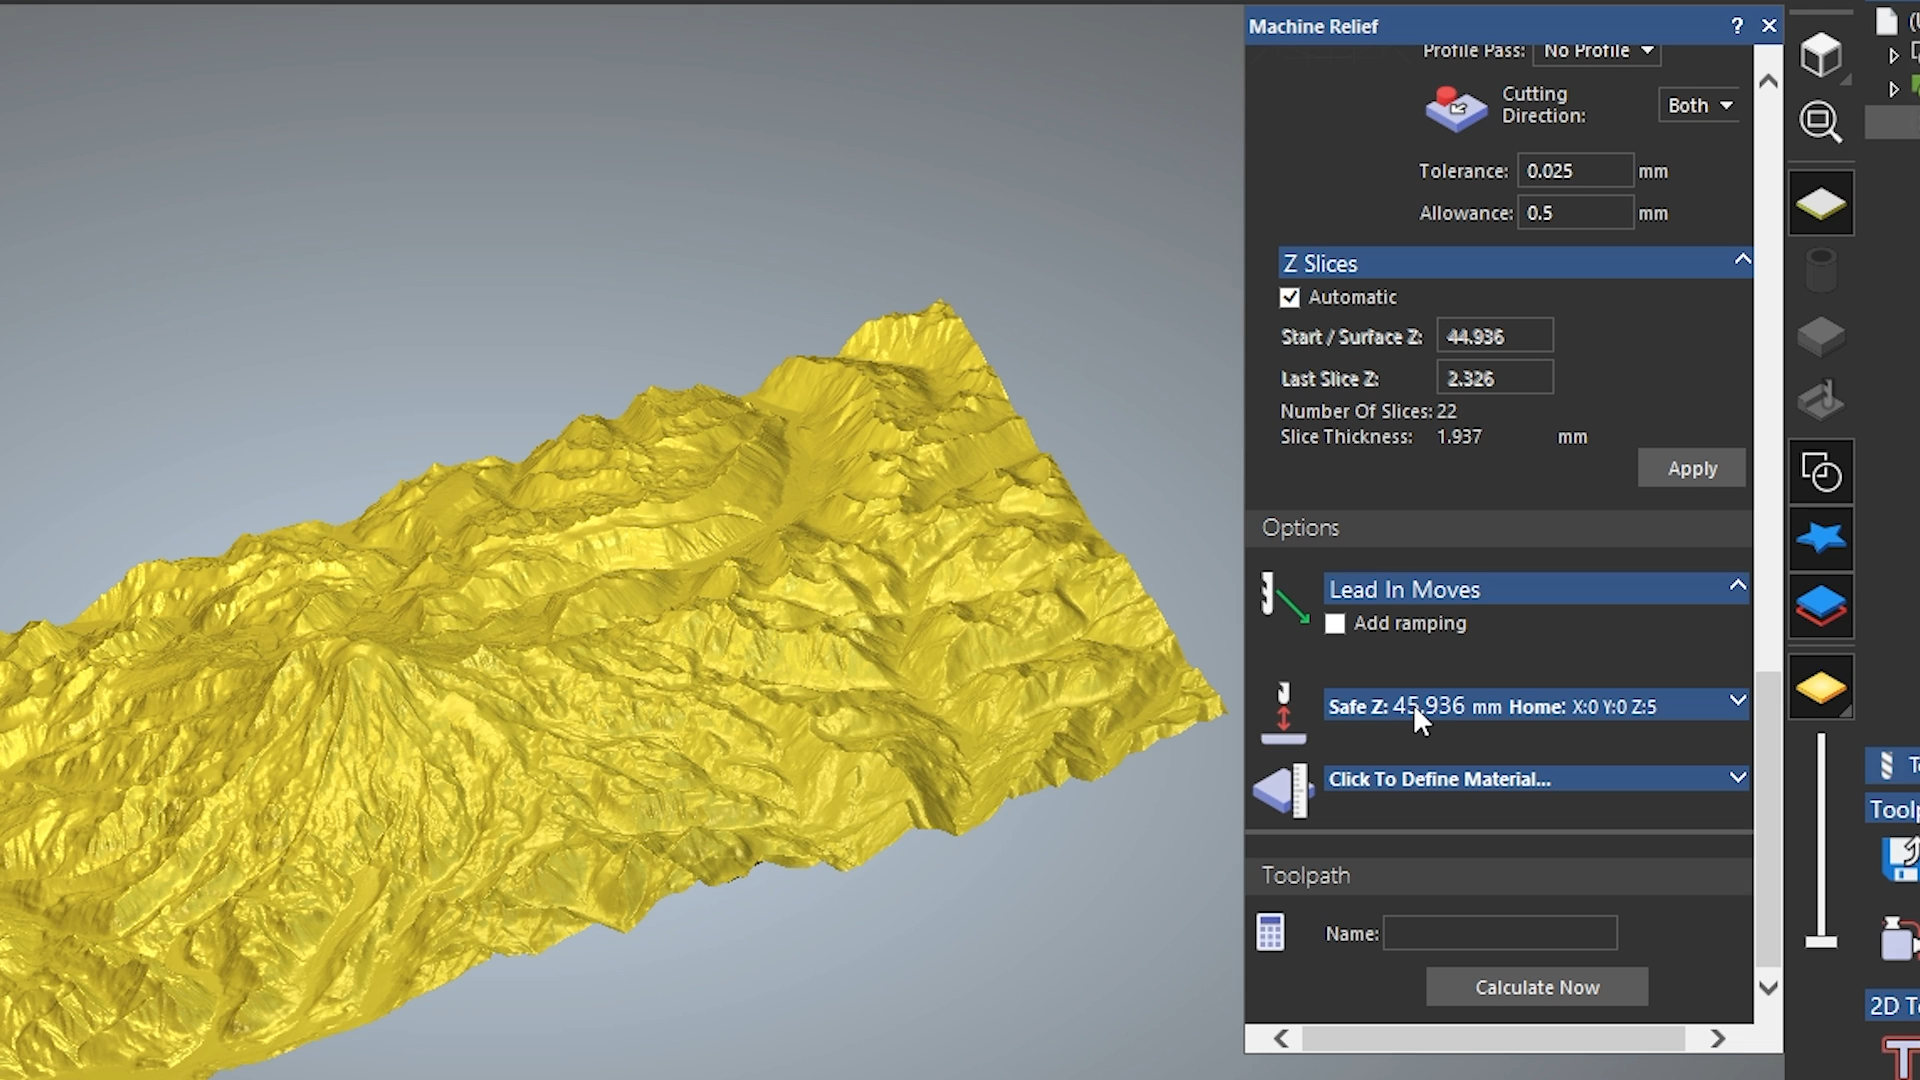 Machine Relief ? ×
Profile Pass: No Profile
Cutting Direction: Both
Tolerance: 0.025 mm
Allowance: 0.5 mm
Z Slices
Automatic
Start / Surface Z: 44.936
Last Slice Z: 2.326
Number Of Slices: 22
Slice Thickness: 1.937 mm
Apply
Options
Lead In Moves
Add ramping
Safe Z: 45.936 mm Home: X:0 Y:0 Z:5
Click To Define Material...
Toolpath
Name:
Calculate Now
2D